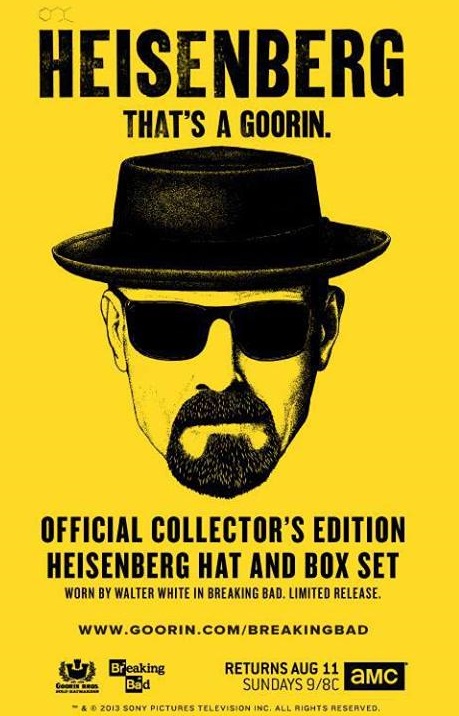 HEISENBERG
THAT'S A GOORIN.
OFFICIAL COLLECTOR'S EDITION
HEISENBERG HAT AND BOX SET
WORN BY WALTER WHITE IN BREAKING BAD. LIMITED RELEASE.
WWW.GOORIN.COM/BREAKINGBAD
GOORIN BROS.
Breaking
Bad
RETURNS AUG 11
SUNDAYS 9/8C
aMC
™ & © 2013 SONY PICTURES TELEVISION INC. ALL RIGHTS RESERVED.